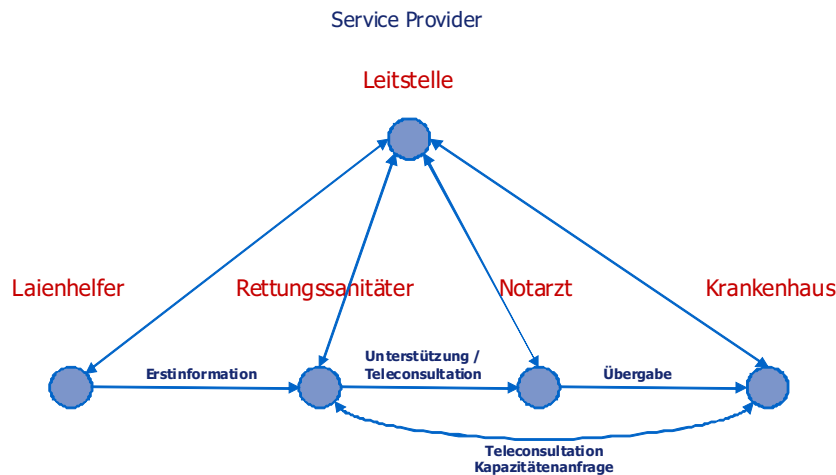 Service Provider
Leitstelle
Laienhelfer
Rettungssanitäter
Notarzt
Krankenhaus
Erstinformation
Unterstützung /
Teleconsultation
Übergabe
Teleconsultation
Kapazitätenanfrage